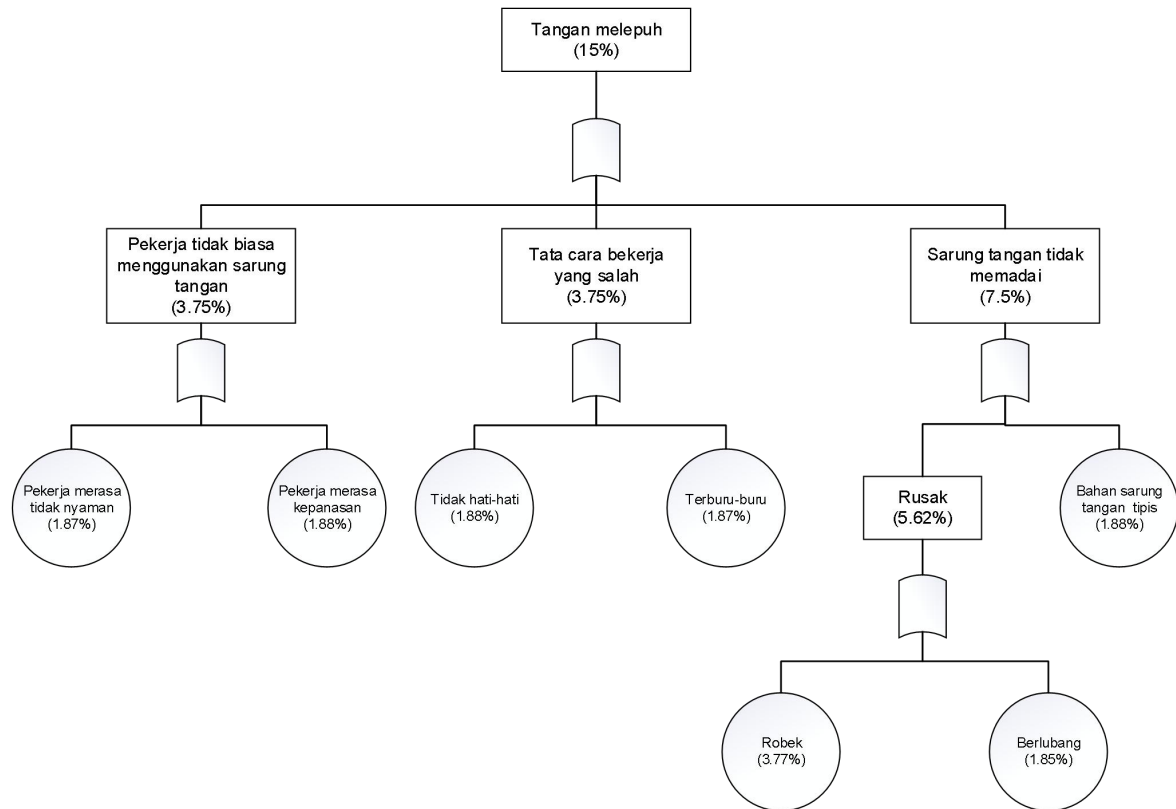 Tangan melepuh
(15%)
Pekerja tidak biasa
menggunakan sarung
tangan
(3.75%)
Tata cara bekerja
yang salah
(3.75%)
Sarung tangan tidak
memadai
(7.5%)
Pekerja merasa
tidak nyaman
(1.87%)
Pekerja merasa
kepanasan
(1.88%)
Tidak hati-hati
(1.88%)
Terburu-buru
(1.87%)
Rusak
(5.62%)
Bahan sarung
tangan tipis
(1.88%)
Robek
(3.77%)
Berlubang
(1.85%)